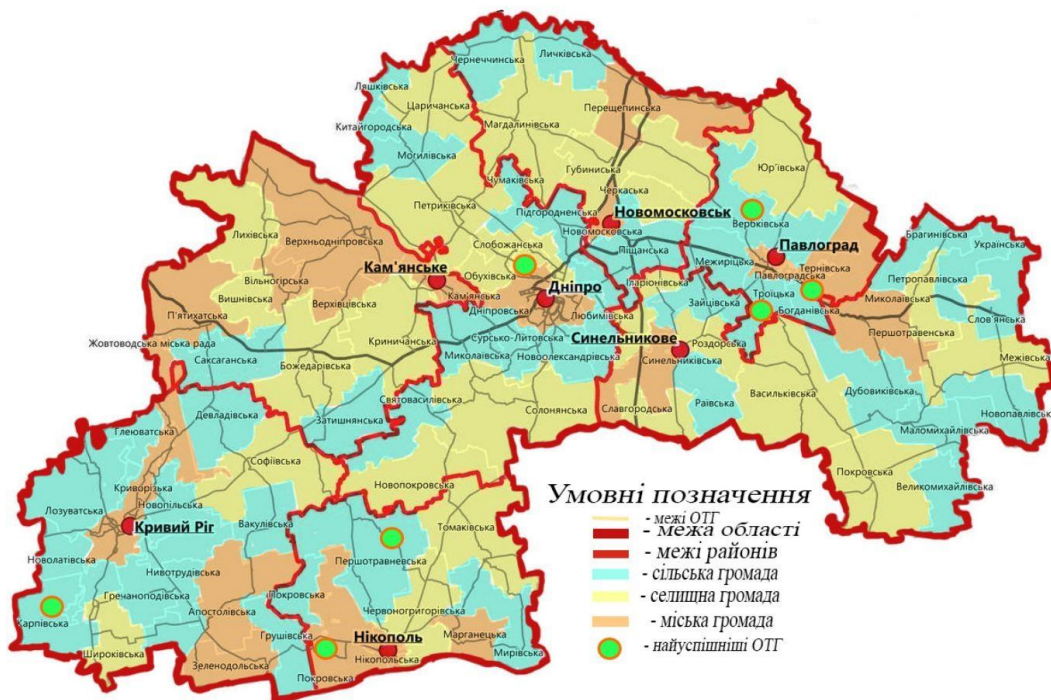 Личківська
Чернеччинська
Ляшківська
Царичанська
Перещепинська
Китайгородська
Магдалинівська
Могилівська
Юр'ївська
Губиниська
Чумаківська
Черкаська
Петриківська
Підгородненська
Новомосковськ
Вербківська
Новомосковська
Брагинівська
Лихівська
Верхньодніпровська
Слобожанська
Піщанська
Павлоград
Українська
Межиріцька
Кам'янське
Обухівська
Павлоградська
Тернівська
Петропавлівська
Вільногірська
Іларіонівська
Дніпро
Вишнівська
Верхівцівська
Кам'янська
Зайцівська
Троїцька
Миколаївська
П'ятихатська
Дніпровська
Любимівська
Богданівська
Слов'янська
Криничанська
Першотравенська
Жовтоводська міська рада
Сурсько-Литовська
Синельникове
Роздорська
Саксаганська
Миколаївська
Новоолександрівська
Синельниківська
Межівська
Божедарівська
Дубовиківська
Васильківська
Святовасилівська
Раївська
Девладівська
Солонянська
Славгородська
Новопавлівська
Затишнянська
Маломихайлівська
Глеюватська
Софіївська
Покровська
Новопокровська
Великомихайлівська
Криворізька
Новопільська
Лозуватська
Кривий Ріг
Вакулівська
Томаківська
Новолатівська
Першотравневська
Нивотрудівська
Гречаноподівська
Покровська
Карпівська
Апостолівська
Червоногригорівська
Грушівська
Нікополь
Марганецька
Широківська
Зеленодольська
Нікопольська
Мирівська
Покровська
Умовні позначення
- межі ОТГ
- межа області
- межі районів
- сільська громада
- селищна громада
- міська громада
- найуспішніші ОТГ